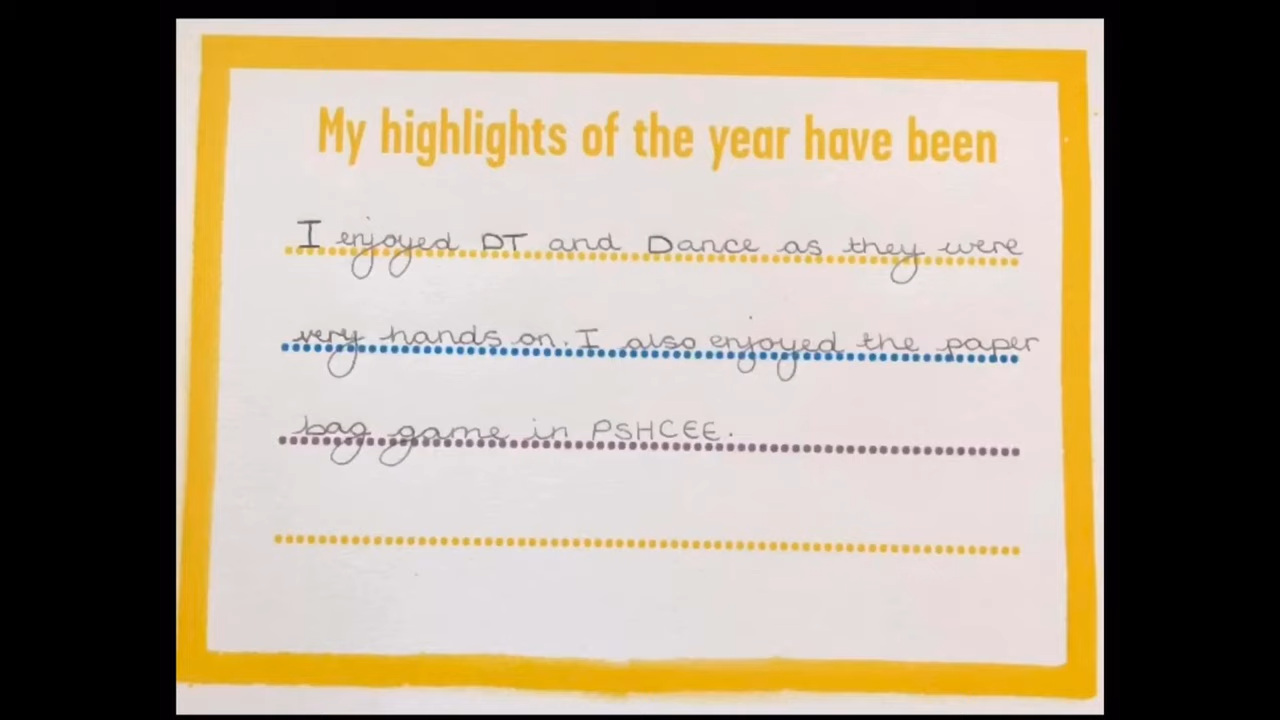 My highlights of the year have been
I enjoyed DT and Dance as they were
very hands on. I also enjoyed the paper
bag game in PSHCEE.